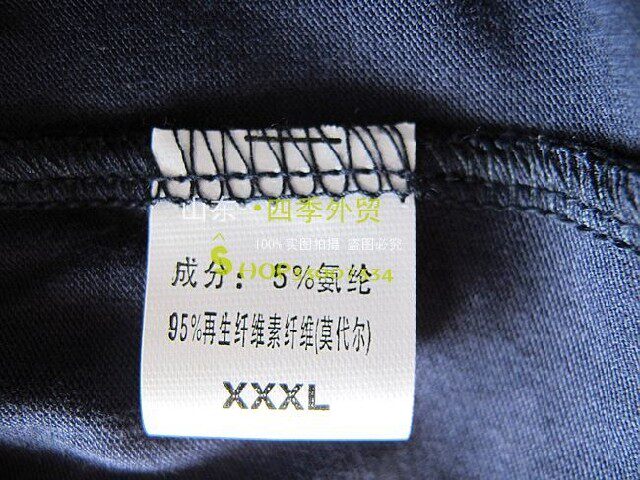 山东·四季外贸
100%实图拍摄 盗图必究
成分：5%氨纶
95%再生纤维素纤维(莫代尔)
XXXL